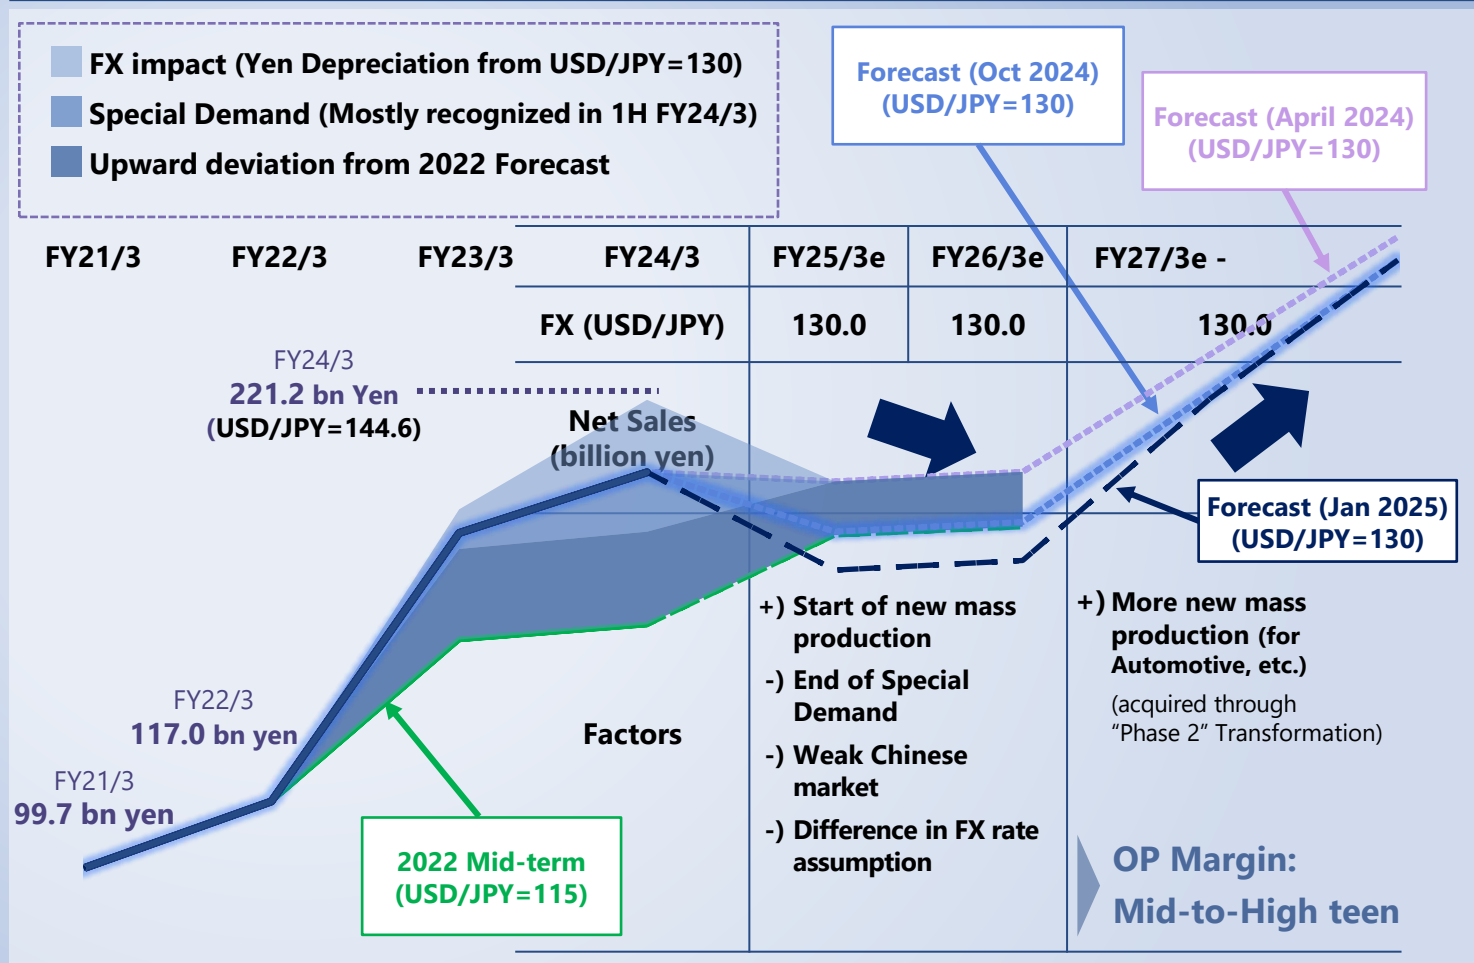 FX impact (Yen Depreciation from USD/JPY=130)
Special Demand (Mostly recognized in 1H FY24/3)
Upward deviation from 2022 Forecast
Forecast (Oct 2024)
(USD/JPY=130)
Forecast (April 2024)
(USD/JPY=130)
FY21/3
FY22/3
FY23/3
FY24/3
FY25/3e
FY26/3e
FY27/3e -
FX (USD/JPY)
130.0
130.0
130.0
FY24/3
221.2 bn Yen
(USD/JPY=144.6)
Net Sales
(billion yen)
Forecast (Jan 2025)
(USD/JPY=130)
FY22/3
117.0 bn yen
FY21/3
99.7 bn yen
2022 Mid-term
(USD/JPY=115)
Factors
+) Start of new mass
production
-) End of Special
Demand
-) Weak Chinese
market
-) Difference in FX rate
assumption
+) More new mass
production (for
Automotive, etc.)
(acquired through
“Phase 2” Transformation)
OP Margin:
Mid-to-High teen